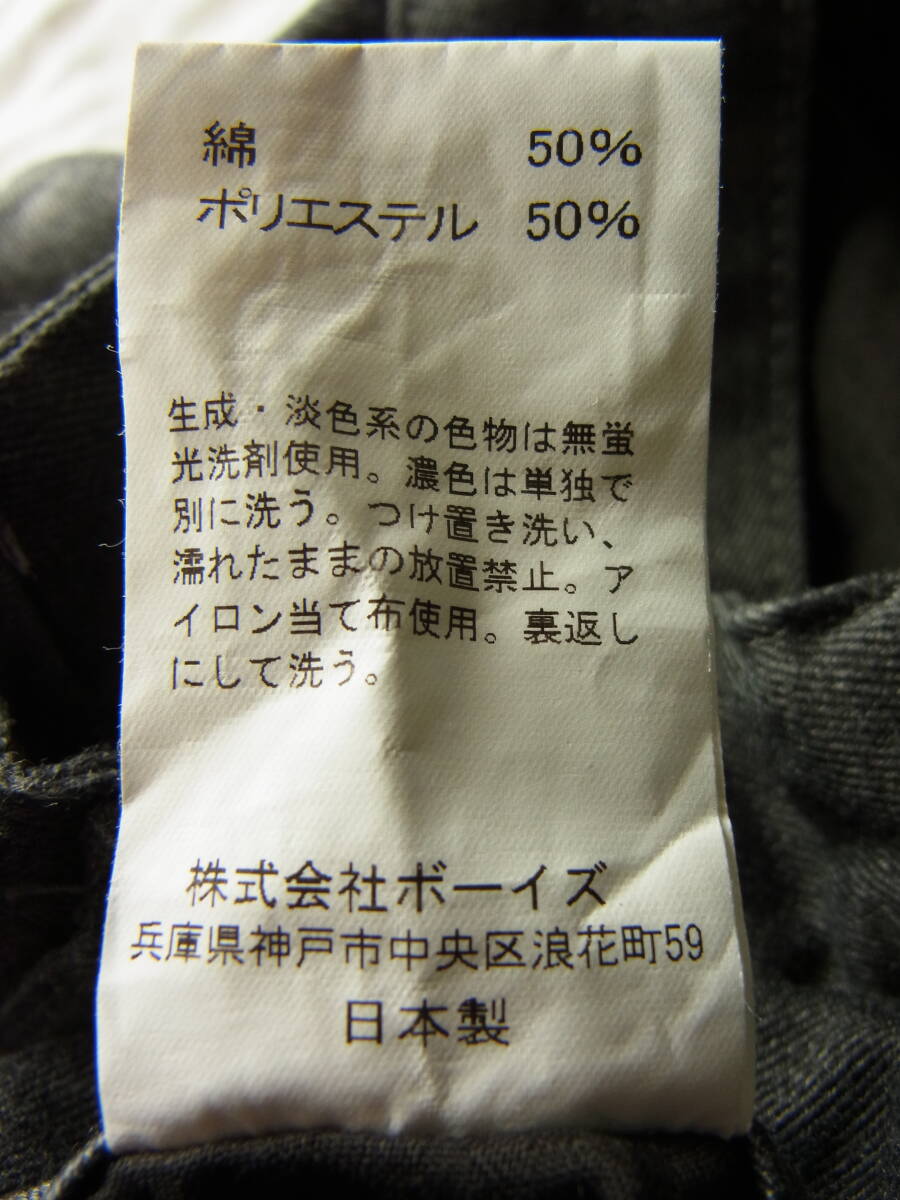 綿 50%
ポリエステル 50%
生成・淡色系の色物は無蛍
光洗剤使用。濃色は単独で
別に洗う。つけ置き洗い、
濡れたままの放置禁止。ア
イロン当て布使用。裏返し
にして洗う。
株式会社ボーイズ
兵庫県神戸市中央区浪花町59
日本製